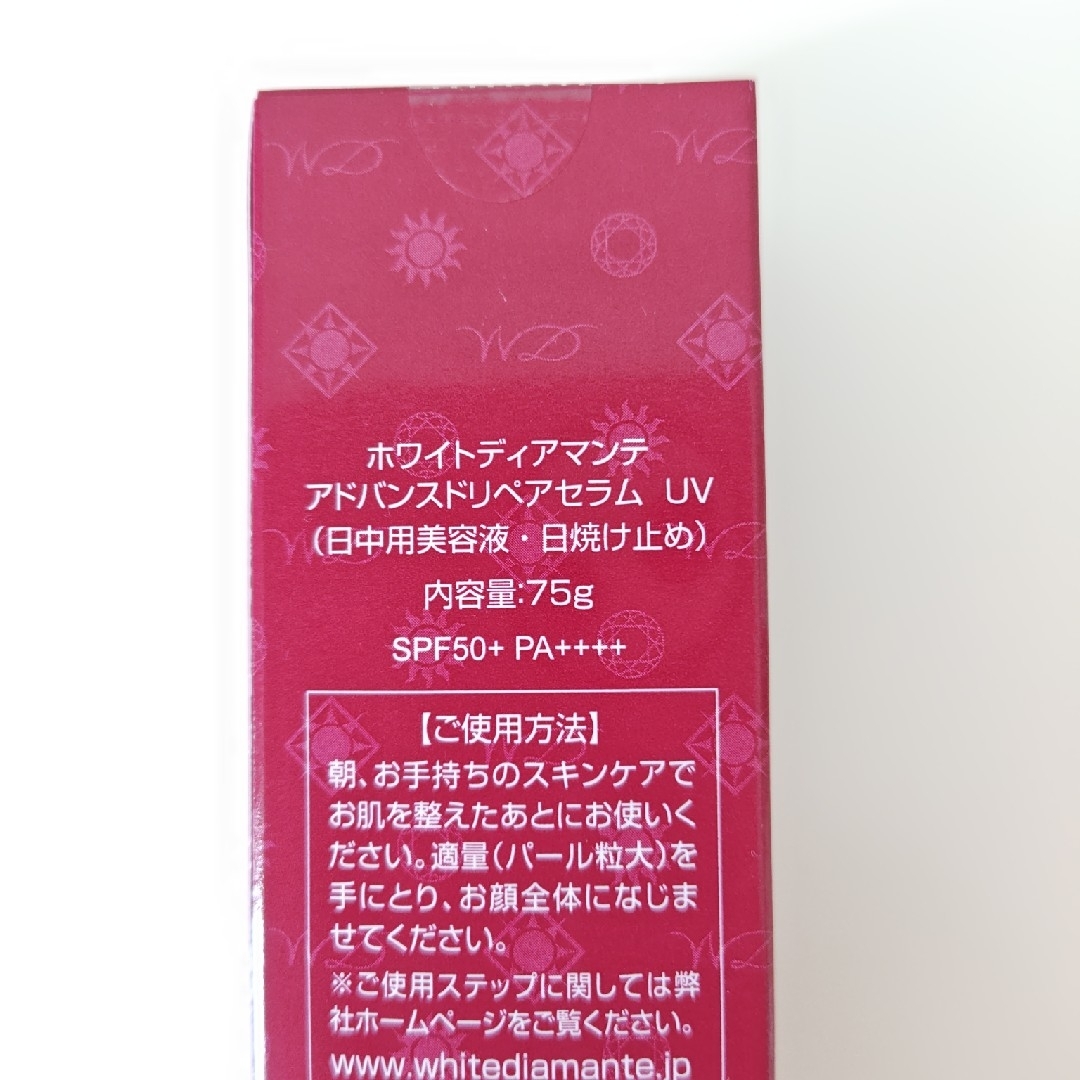 WD
WD
WD
ホワイトディアマンテ
アドバンスドリペアセラム UV
（日中用美容液・日焼け止め）
内容量:75g
SPF50+ PA++++
【ご使用方法】
朝、お手持ちのスキンケアで
お肌を整えたあとにお使いく
ださい。適量（パール粒大）を
手にとり、お顔全体になじま
せてください。
※ご使用ステップに関しては弊
社ホームページをご覧ください。
www.whitediamante.jp